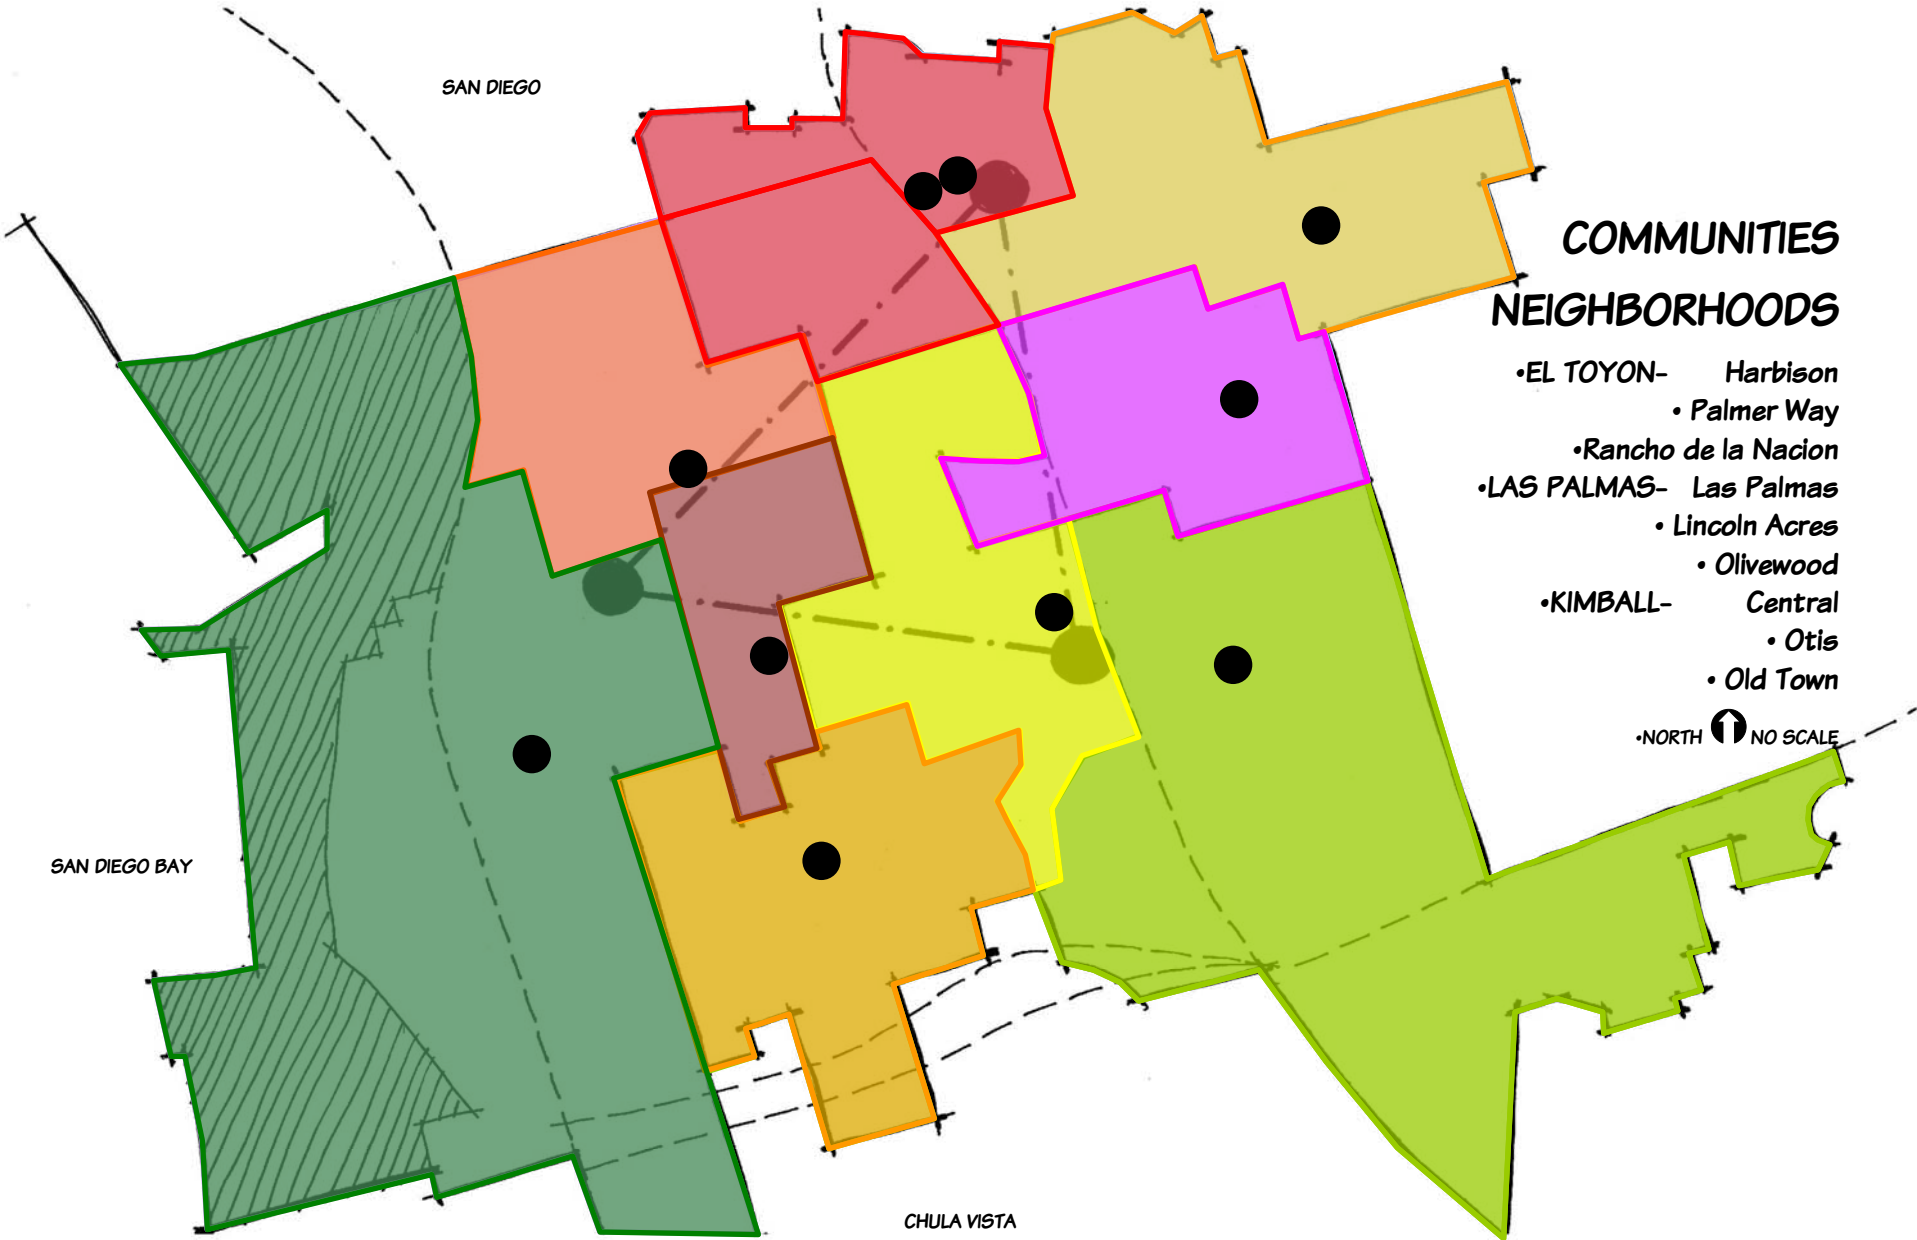 SAN DIEGO
COMMUNITIES
NEIGHBORHOODS
•EL TOYON- Harbison
• Palmer Way
•Rancho de la Nacion
•LAS PALMAS- Las Palmas
• Lincoln Acres
• Olivewood
•KIMBALL- Central
• Otis
• Old Town
•NORTH NO SCALE
SAN DIEGO BAY
CHULA VISTA